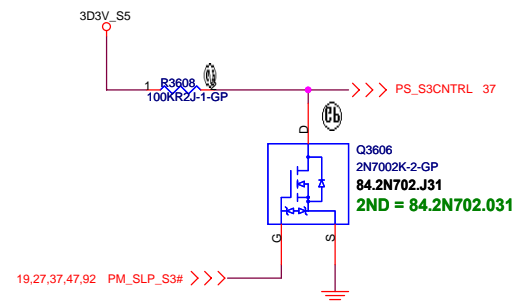 3D3V_S5
1 R3608 2
100KR2J-1-GP
PS_S3CNTRL 37
D
Q3606
2N7002K-2-GP
84.2N702.J31
2ND = 84.2N702.031
G S
19,27,37,47,92 PM_SLP_S3#